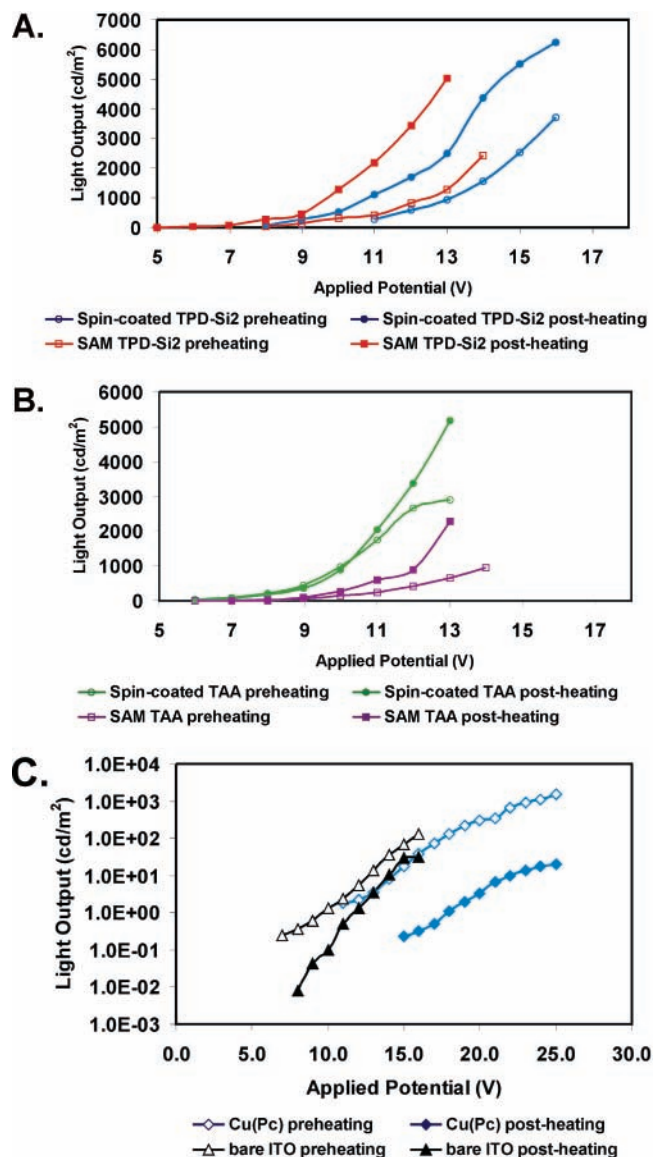 A.
7000
6000
5000
4000
3000
2000
1000
0
Light Output (cd/m²)
5 7 9 11 13 15 17
Applied Potential (V)
Spin-coated TPD-Si2 preheating Spin-coated TPD-Si2 post-heating
SAM TPD-Si2 preheating SAM TPD-Si2 post-heating
B.
6000
5000
4000
3000
2000
1000
0
Light Output (cd/m²)
5 7 9 11 13 15 17
Applied Potential (V)
Spin-coated TAA preheating Spin-coated TAA post-heating
SAM TAA preheating SAM TAA post-heating
C.
1.0E+04
1.0E+03
1.0E+02
1.0E+01
1.0E+00
1.0E-01
1.0E-02
1.0E-03
Light Output (cd/m²)
0.0 5.0 10.0 15.0 20.0 25.0 30.0
Applied Potential (V)
Cu(Pc) preheating Cu(Pc) post-heating
bare ITO preheating bare ITO post-heating